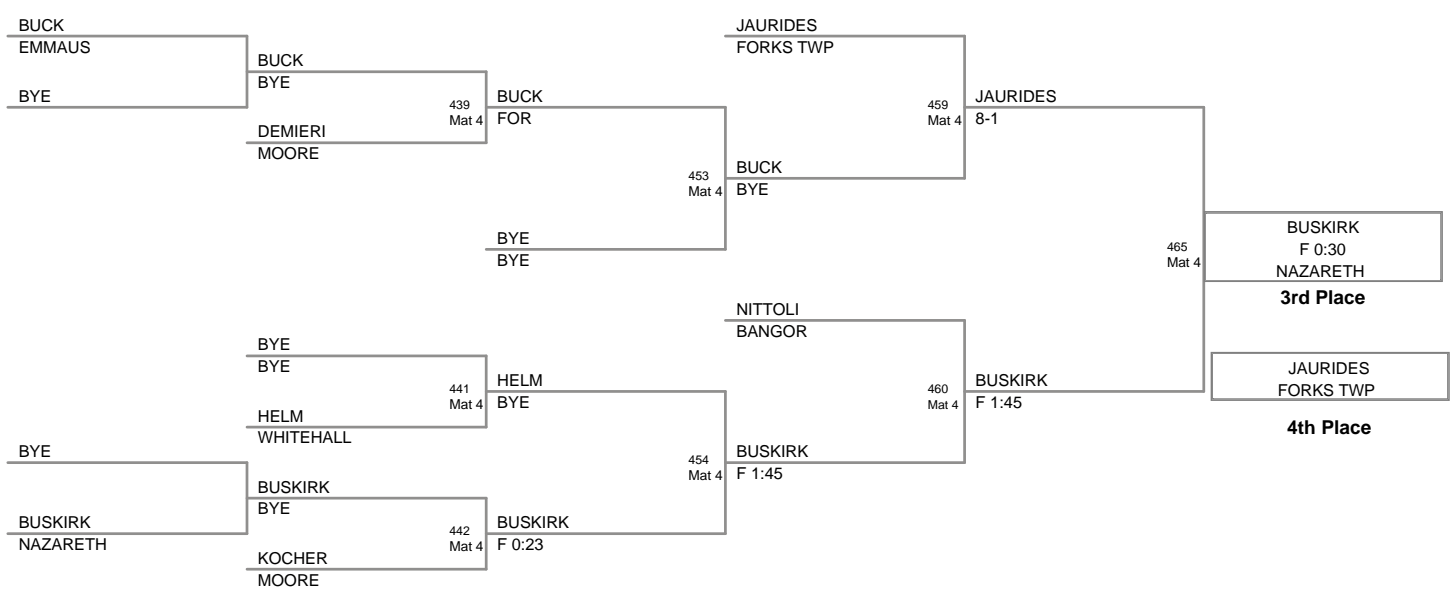 BUCK
EMMAUS
BYE
BUCK
BYE
DEMIERI
MOORE
439
Mat 4
BUCK
FOR
BYE
BYE
453
Mat 4
BUCK
BYE
JAURIDES
FORKS TWP
459
Mat 4
JAURIDES
8-1
BYE
BYE
HELM
WHITEHALL
441
Mat 4
HELM
BYE
BYE
BUSKIRK
NAZARETH
BUSKIRK
BYE
KOCHER
MOORE
442
Mat 4
BUSKIRK
F 0:23
454
Mat 4
BUSKIRK
F 1:45
NITTOLI
BANGOR
460
Mat 4
BUSKIRK
F 1:45
465
Mat 4
BUSKIRK
F 0:30
NAZARETH
3rd Place
JAURIDES
FORKS TWP
4th Place